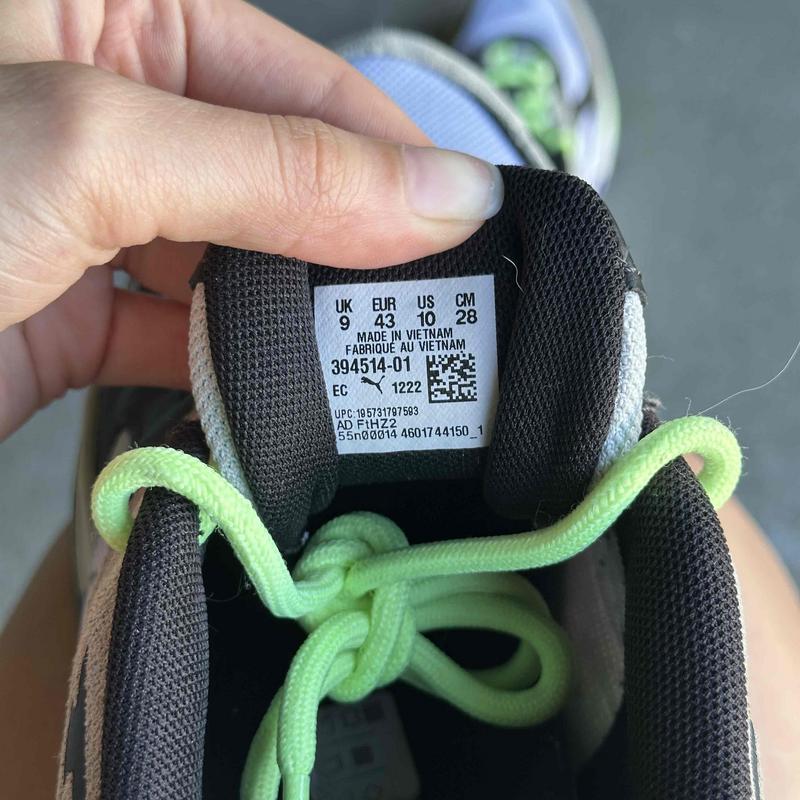 UK EUR US CM
9 43 10 28
MADE IN VIETNAM
FABRIQUÉ AU VIETNAM
394514-01
EC 1222
UPC:195731797593
AD FtHZ2
55n00014 4601744150_1